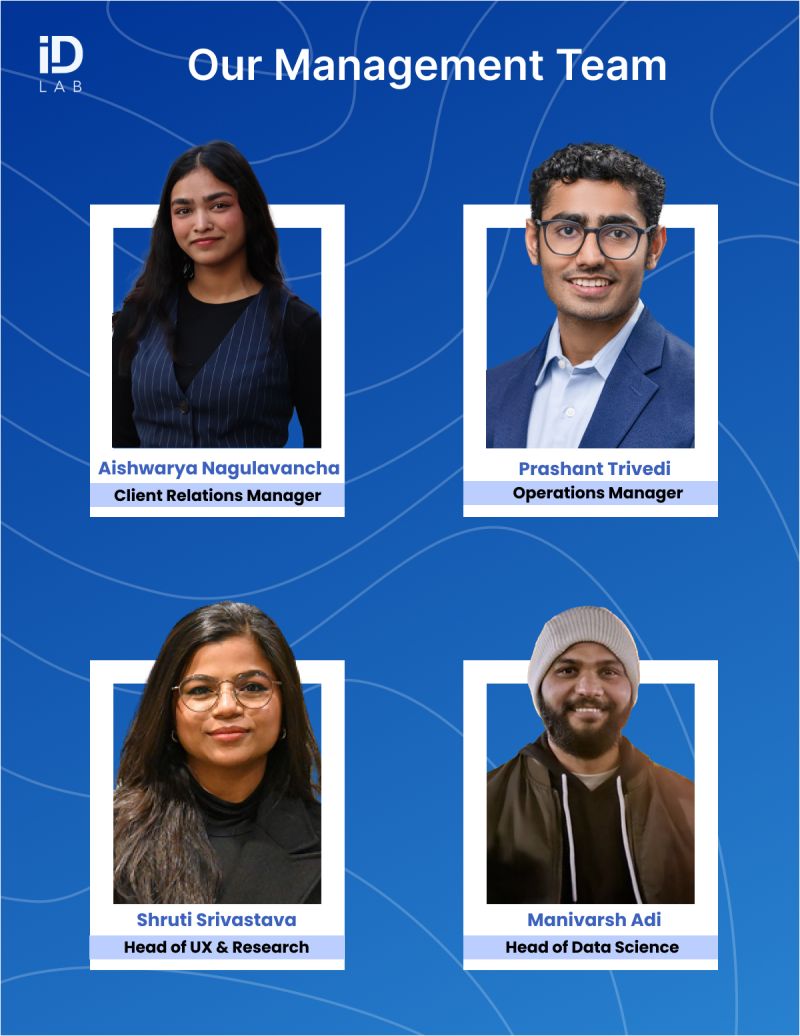 iD
LAB
Our Management Team
Aishwarya Nagulavancha
Client Relations Manager
Prashant Trivedi
Operations Manager
Shruti Srivastava
Head of UX & Research
Manivarsh Adi
Head of Data Science